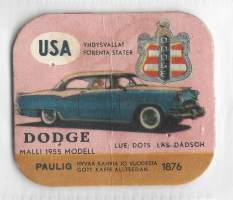 USA
YHDYSVALLAT
FÖRENTA STATER
DODGE
DODGE
MALLI 1955 MODELL
LUE: DOTS LÄS: DADSCH
PAULIG
HYVÄÄ KAHVIA JO VUODESTA
GOTT KAFFE ALLTSEDAN
1876